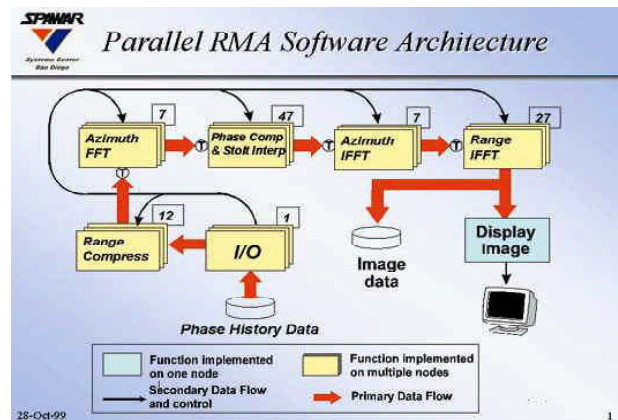 SPAWAR
Systems Center
San Diego
Parallel RMA Software Architecture
7
47
7
27
Azimuth
FFT
Phase Comp
& Stolt Interp
Azimuth
IFFT
Range
IFFT
T
T
T
T
12
1
Range
Compress
I/O
Image
data
Display
Image
Phase History Data
Function implemented
on one node
Function implemented
on multiple nodes
Secondary Data Flow
and control
Primary Data Flow
28-Oct-99
1